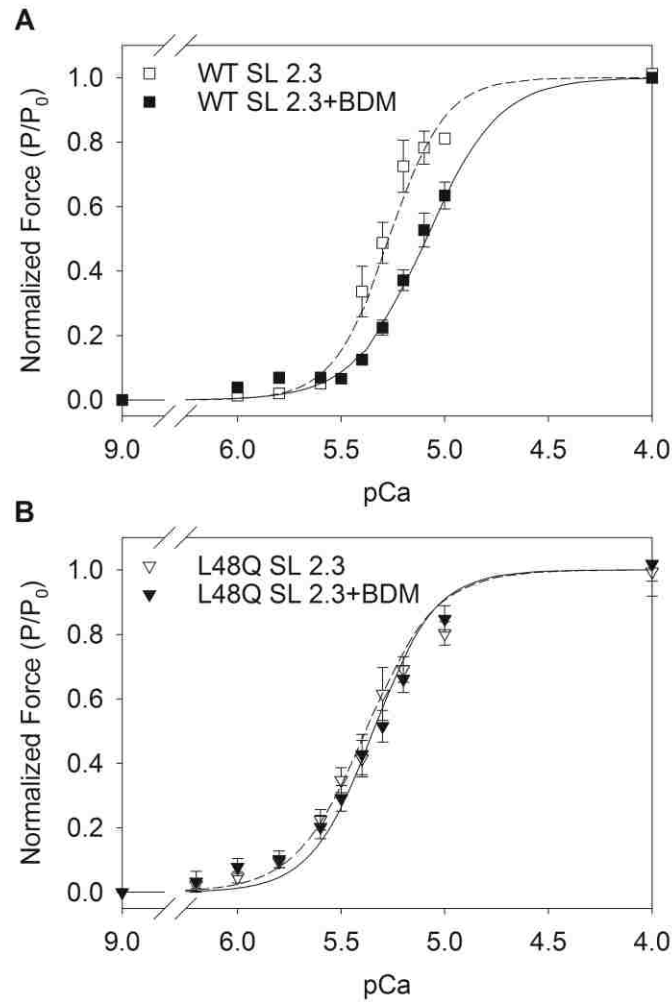 A
WT SL 2.3
WT SL 2.3+BDM
Normalized Force (P/P₀)
1.0
0.8
0.6
0.4
0.2
0.0
9.0 6.0 5.5 5.0 4.5 4.0
pCa
B
L48Q SL 2.3
L48Q SL 2.3+BDM
Normalized Force (P/P₀)
1.0
0.8
0.6
0.4
0.2
0.0
9.0 6.0 5.5 5.0 4.5 4.0
pCa